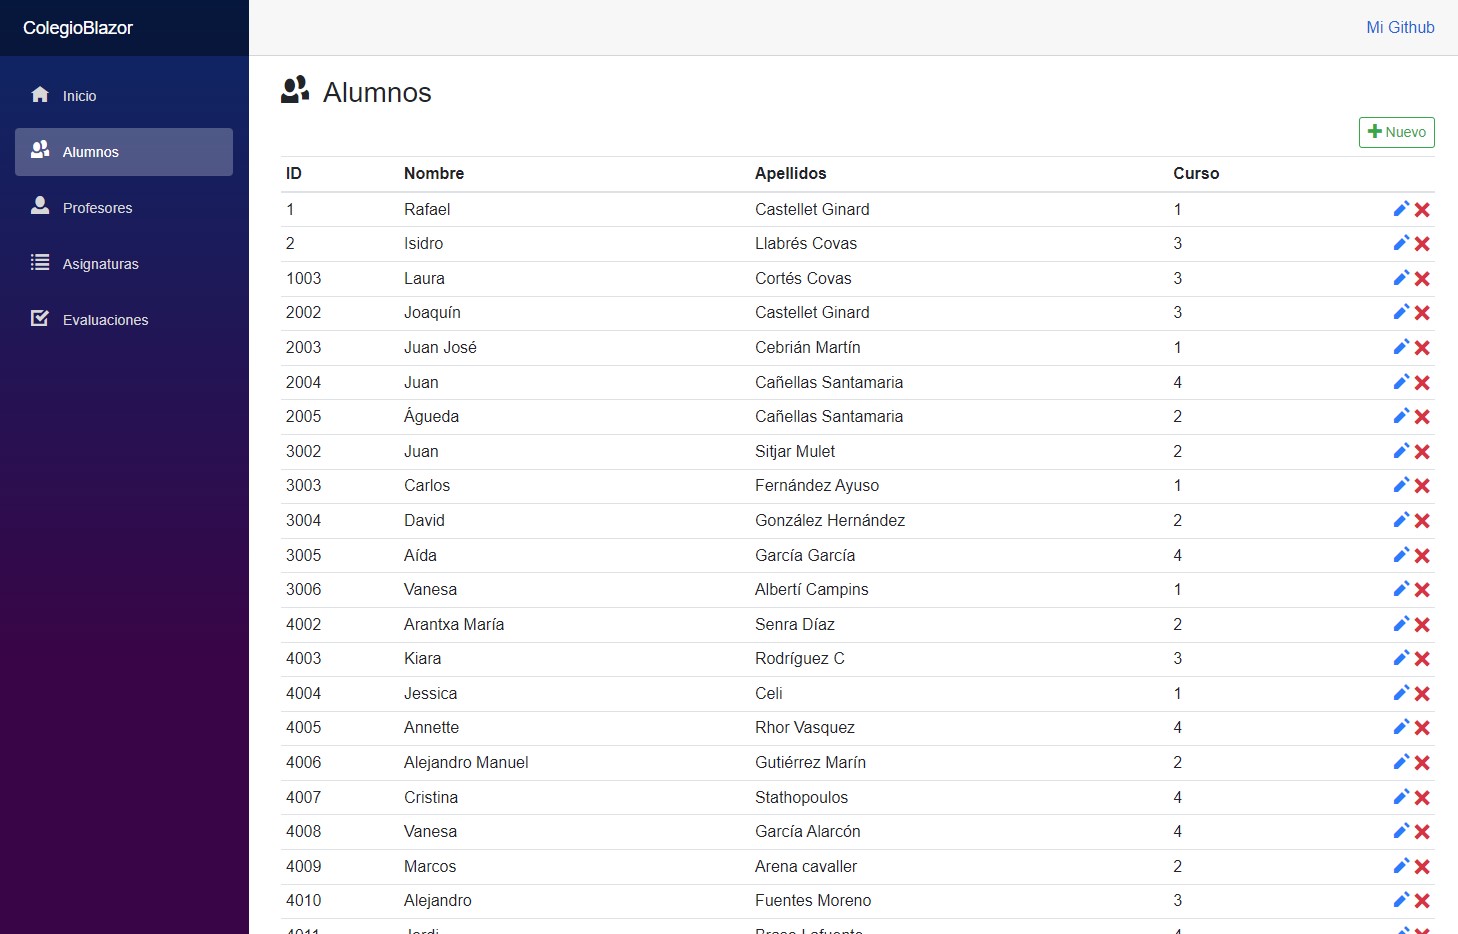 ColegioBlazor
Mi Github
Inicio
Alumnos
Profesores
Asignaturas
Evaluaciones
Alumnos
Nuevo
ID Nombre Apellidos Curso
1 Rafael Castellet Ginard 1
2 Isidro Llabrés Covas 3
1003 Laura Cortés Covas 3
2002 Joaquín Castellet Ginard 3
2003 Juan José Cebrián Martín 1
2004 Juan Cañellas Santamaria 4
2005 Águeda Cañellas Santamaria 2
3002 Juan Sitjar Mulet 2
3003 Carlos Fernández Ayuso 1
3004 David González Hernández 2
3005 Aída García García 4
3006 Vanesa Albertí Campins 1
4002 Arantxa María Senra Díaz 2
4003 Kiara Rodríguez C 3
4004 Jessica Celi 1
4005 Annette Rhor Vasquez 4
4006 Alejandro Manuel Gutiérrez Marín 2
4007 Cristina Stathopoulos 4
4008 Vanesa García Alarcón 4
4009 Marcos Arena cavaller 2
4010 Alejandro Fuentes Moreno 3
4011 Jordi